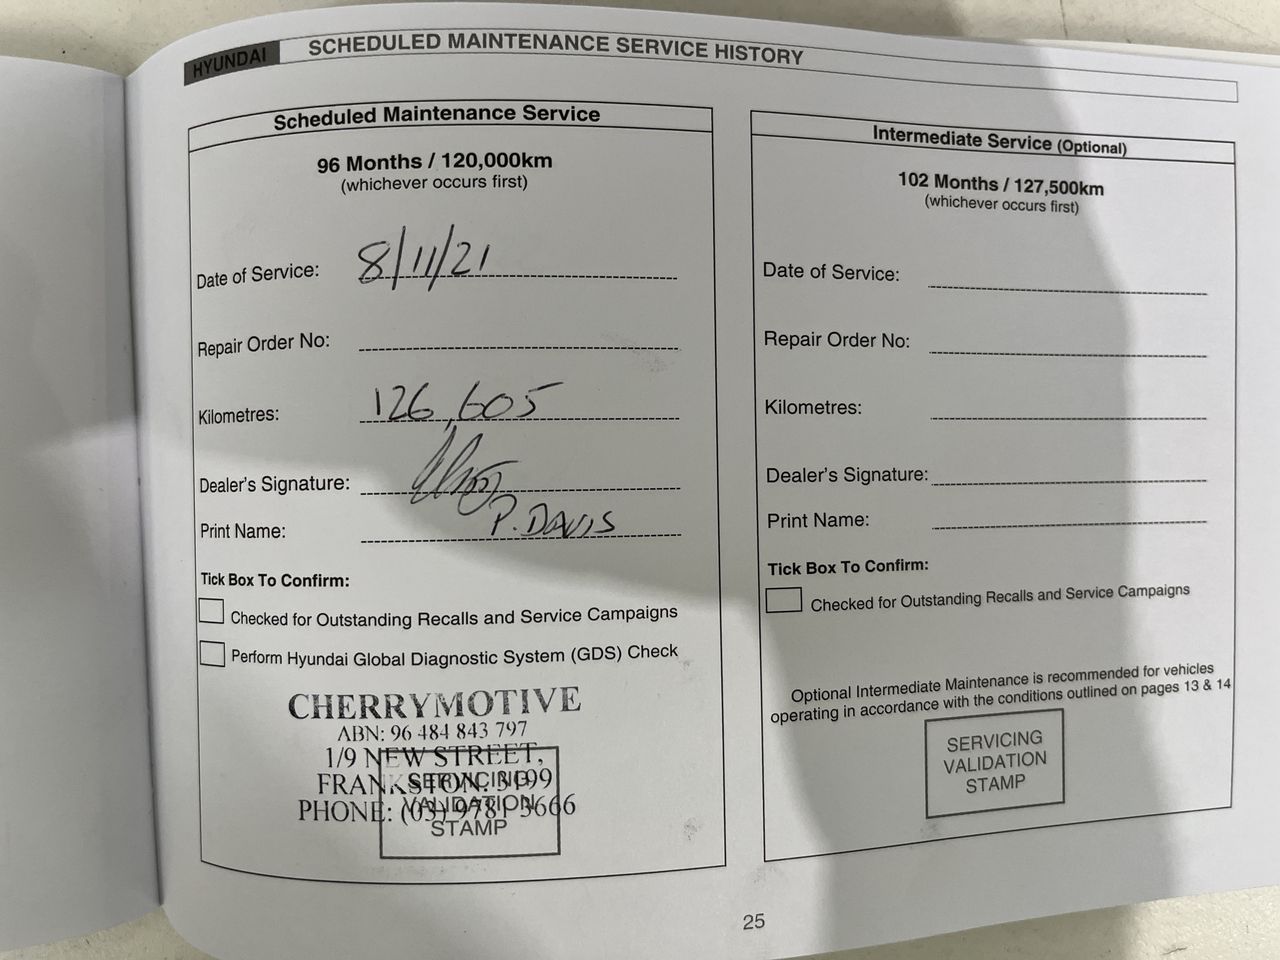 HYUNDAI
SCHEDULED MAINTENANCE SERVICE HISTORY
Scheduled Maintenance Service
96 Months / 120,000km
(whichever occurs first)
Date of Service: 8/11/21
Repair Order No:
Kilometres: 126,605
Dealer's Signature:
Print Name: P. DAVIS
Tick Box To Confirm:
Checked for Outstanding Recalls and Service Campaigns
Perform Hyundai Global Diagnostic System (GDS) Check
CHERRYMOTIVE
ABN: 96 484 843 797
1/9 NEW STREET,
FRANKSTON. 3199
PHONE: (03) 9781 3666
SERVICING
VALIDATION
STAMP
Intermediate Service (Optional)
102 Months / 127,500km
(whichever occurs first)
Date of Service:
Repair Order No:
Kilometres:
Dealer's Signature:
Print Name:
Tick Box To Confirm:
Checked for Outstanding Recalls and Service Campaigns
Optional Intermediate Maintenance is recommended for vehicles
operating in accordance with the conditions outlined on pages 13 & 14
SERVICING
VALIDATION
STAMP
25